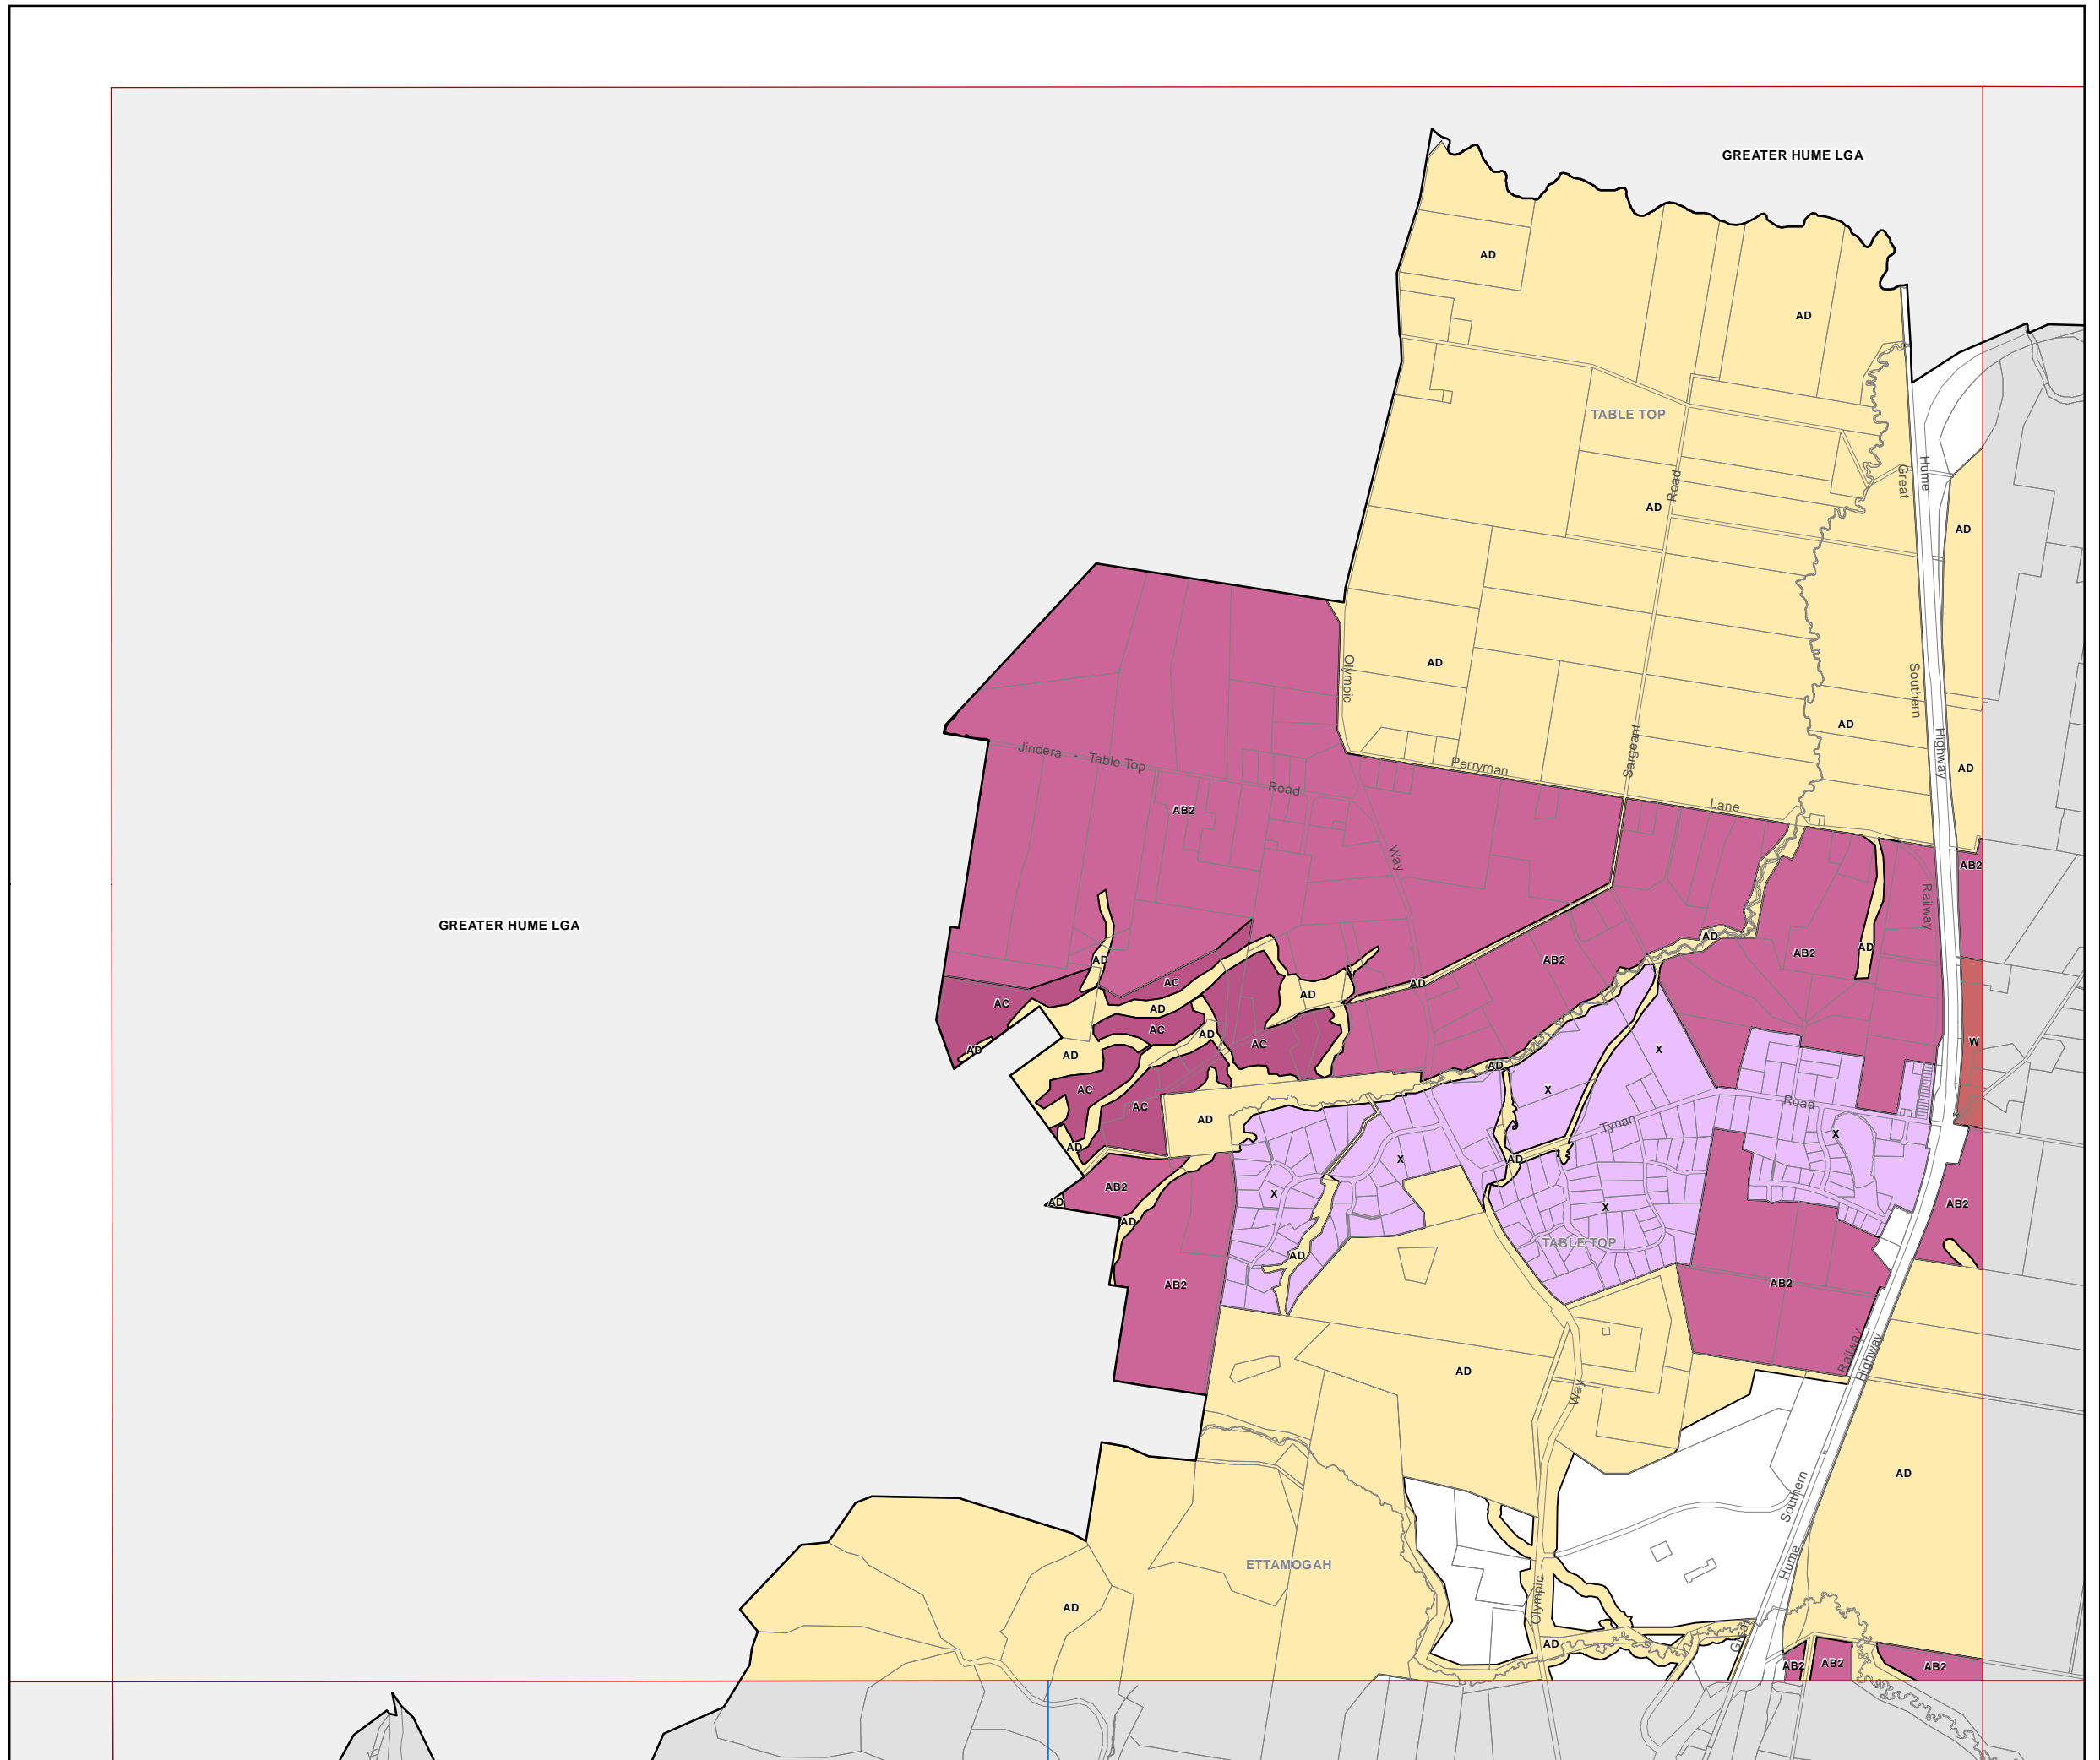 GREATER HUME LGA
AD
AD
TABLE TOP
Hume
Great
Road
AD
AD
Olympic
AD
Southern
AD
Highway
Sargeant
Jindera - Table Top
Perryman
AD
Road
Lane
AB2
Way
AB2
Railway
GREATER HUME LGA
AD
AD
AB2
AB2
AD
AC
AD
AD
AC
AD
AC
AD
AC
AD
W
AD
AD
X
AD
AC
X
AC
Road
AD
Tynan
X
AD
X
AD
AB2
X
AD
X
AB2
AD
TABLE TOP
AD
AB2
AB2
Railway
Highway
AD
Way
AD
Southern
ETTAMOGAH
Hume
AD
Olympic
Great
AD
AB2
AB2
AB2